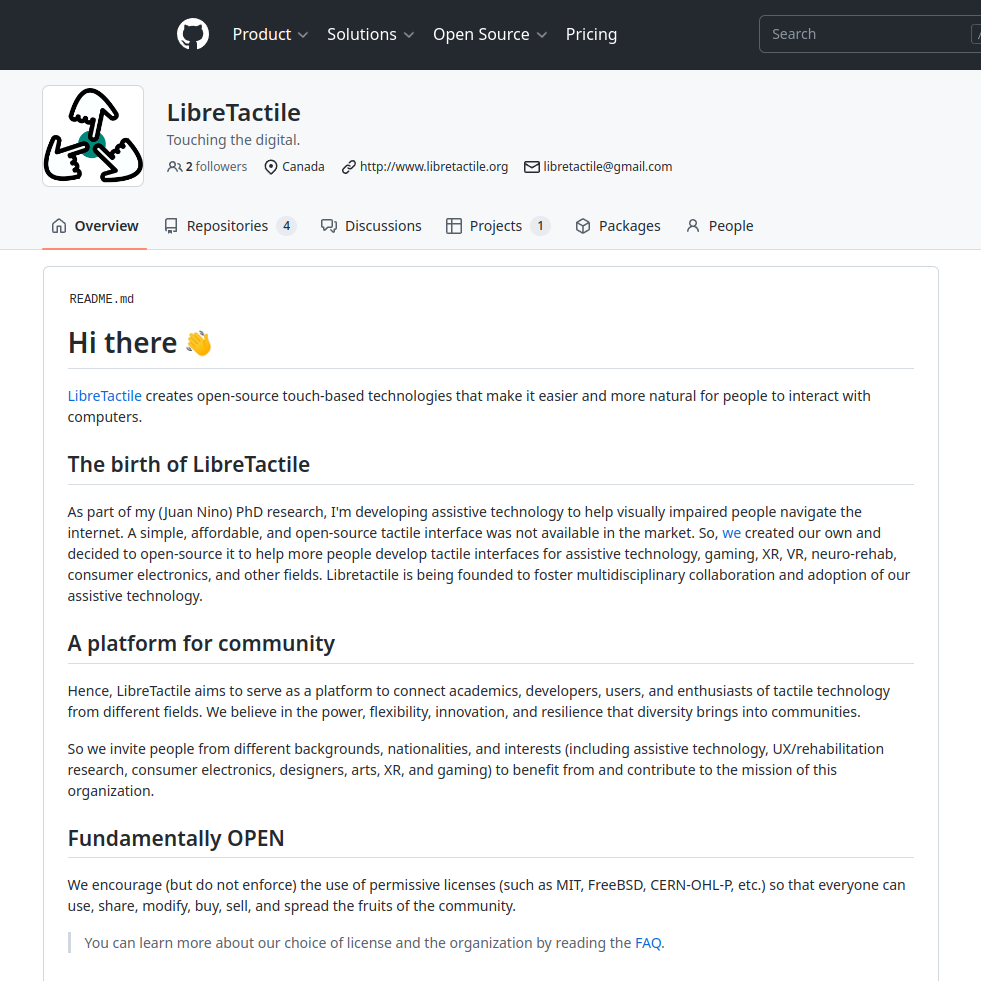 Product Solutions Open Source Pricing Search /
LibreTactile
Touching the digital.
2 followers Canada http://www.libretactile.org libretactile@gmail.com
Overview Repositories 4 Discussions Projects 1 Packages People
README.md
Hi there 👋
LibreTactile creates open-source touch-based technologies that make it easier and more natural for people to interact with
computers.
The birth of LibreTactile
As part of my (Juan Nino) PhD research, I'm developing assistive technology to help visually impaired people navigate the
internet. A simple, affordable, and open-source tactile interface was not available in the market. So, we created our own and
decided to open-source it to help more people develop tactile interfaces for assistive technology, gaming, XR, VR, neuro-rehab,
consumer electronics, and other fields. Libretactile is being founded to foster multidisciplinary collaboration and adoption of our
assistive technology.
A platform for community
Hence, LibreTactile aims to serve as a platform to connect academics, developers, users, and enthusiasts of tactile technology
from different fields. We believe in the power, flexibility, innovation, and resilience that diversity brings into communities.
So we invite people from different backgrounds, nationalities, and interests (including assistive technology, UX/rehabilitation
research, consumer electronics, designers, arts, XR, and gaming) to benefit from and contribute to the mission of this
organization.
Fundamentally OPEN
We encourage (but do not enforce) the use of permissive licenses (such as MIT, FreeBSD, CERN-OHL-P, etc.) so that everyone can
use, share, modify, buy, sell, and spread the fruits of the community.
You can learn more about our choice of license and the organization by reading the FAQ.